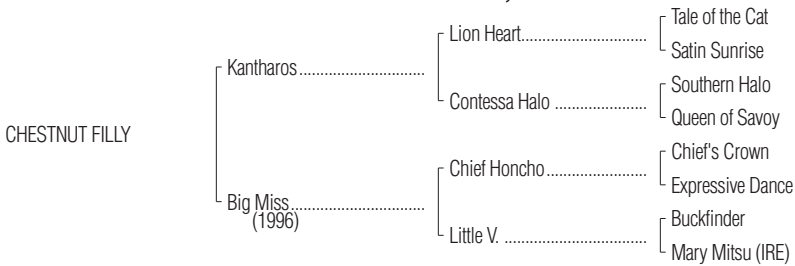 Tale of the Cat
Lion Heart..............................
Satin Sunrise
Kantharos..............................
Southern Halo
Contessa Halo ......................
Queen of Savoy
CHESTNUT FILLY
Chief's Crown
Chief Honcho........................
Expressive Dance
Big Miss................................
(1996)
Buckfinder
Little V. ..................................
Mary Mitsu (IRE)